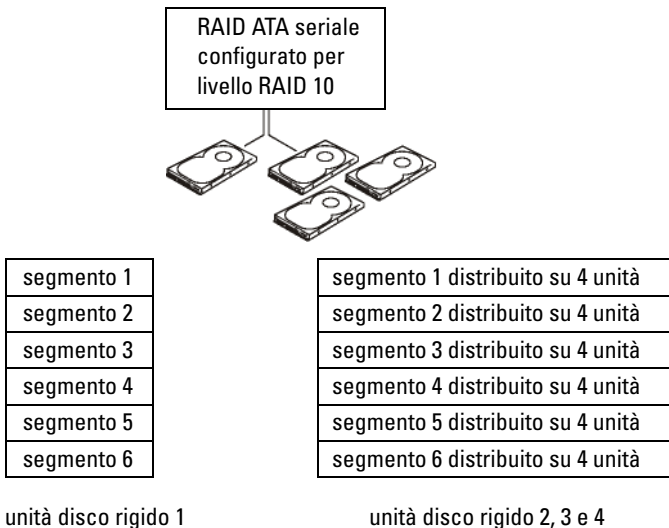 RAID ATA seriale
configurato per
livello RAID 10
segmento 1
segmento 2
segmento 3
segmento 4
segmento 5
segmento 6
segmento 1 distribuito su 4 unità
segmento 2 distribuito su 4 unità
segmento 3 distribuito su 4 unità
segmento 4 distribuito su 4 unità
segmento 5 distribuito su 4 unità
segmento 6 distribuito su 4 unità
unità disco rigido 1
unità disco rigido 2, 3 e 4